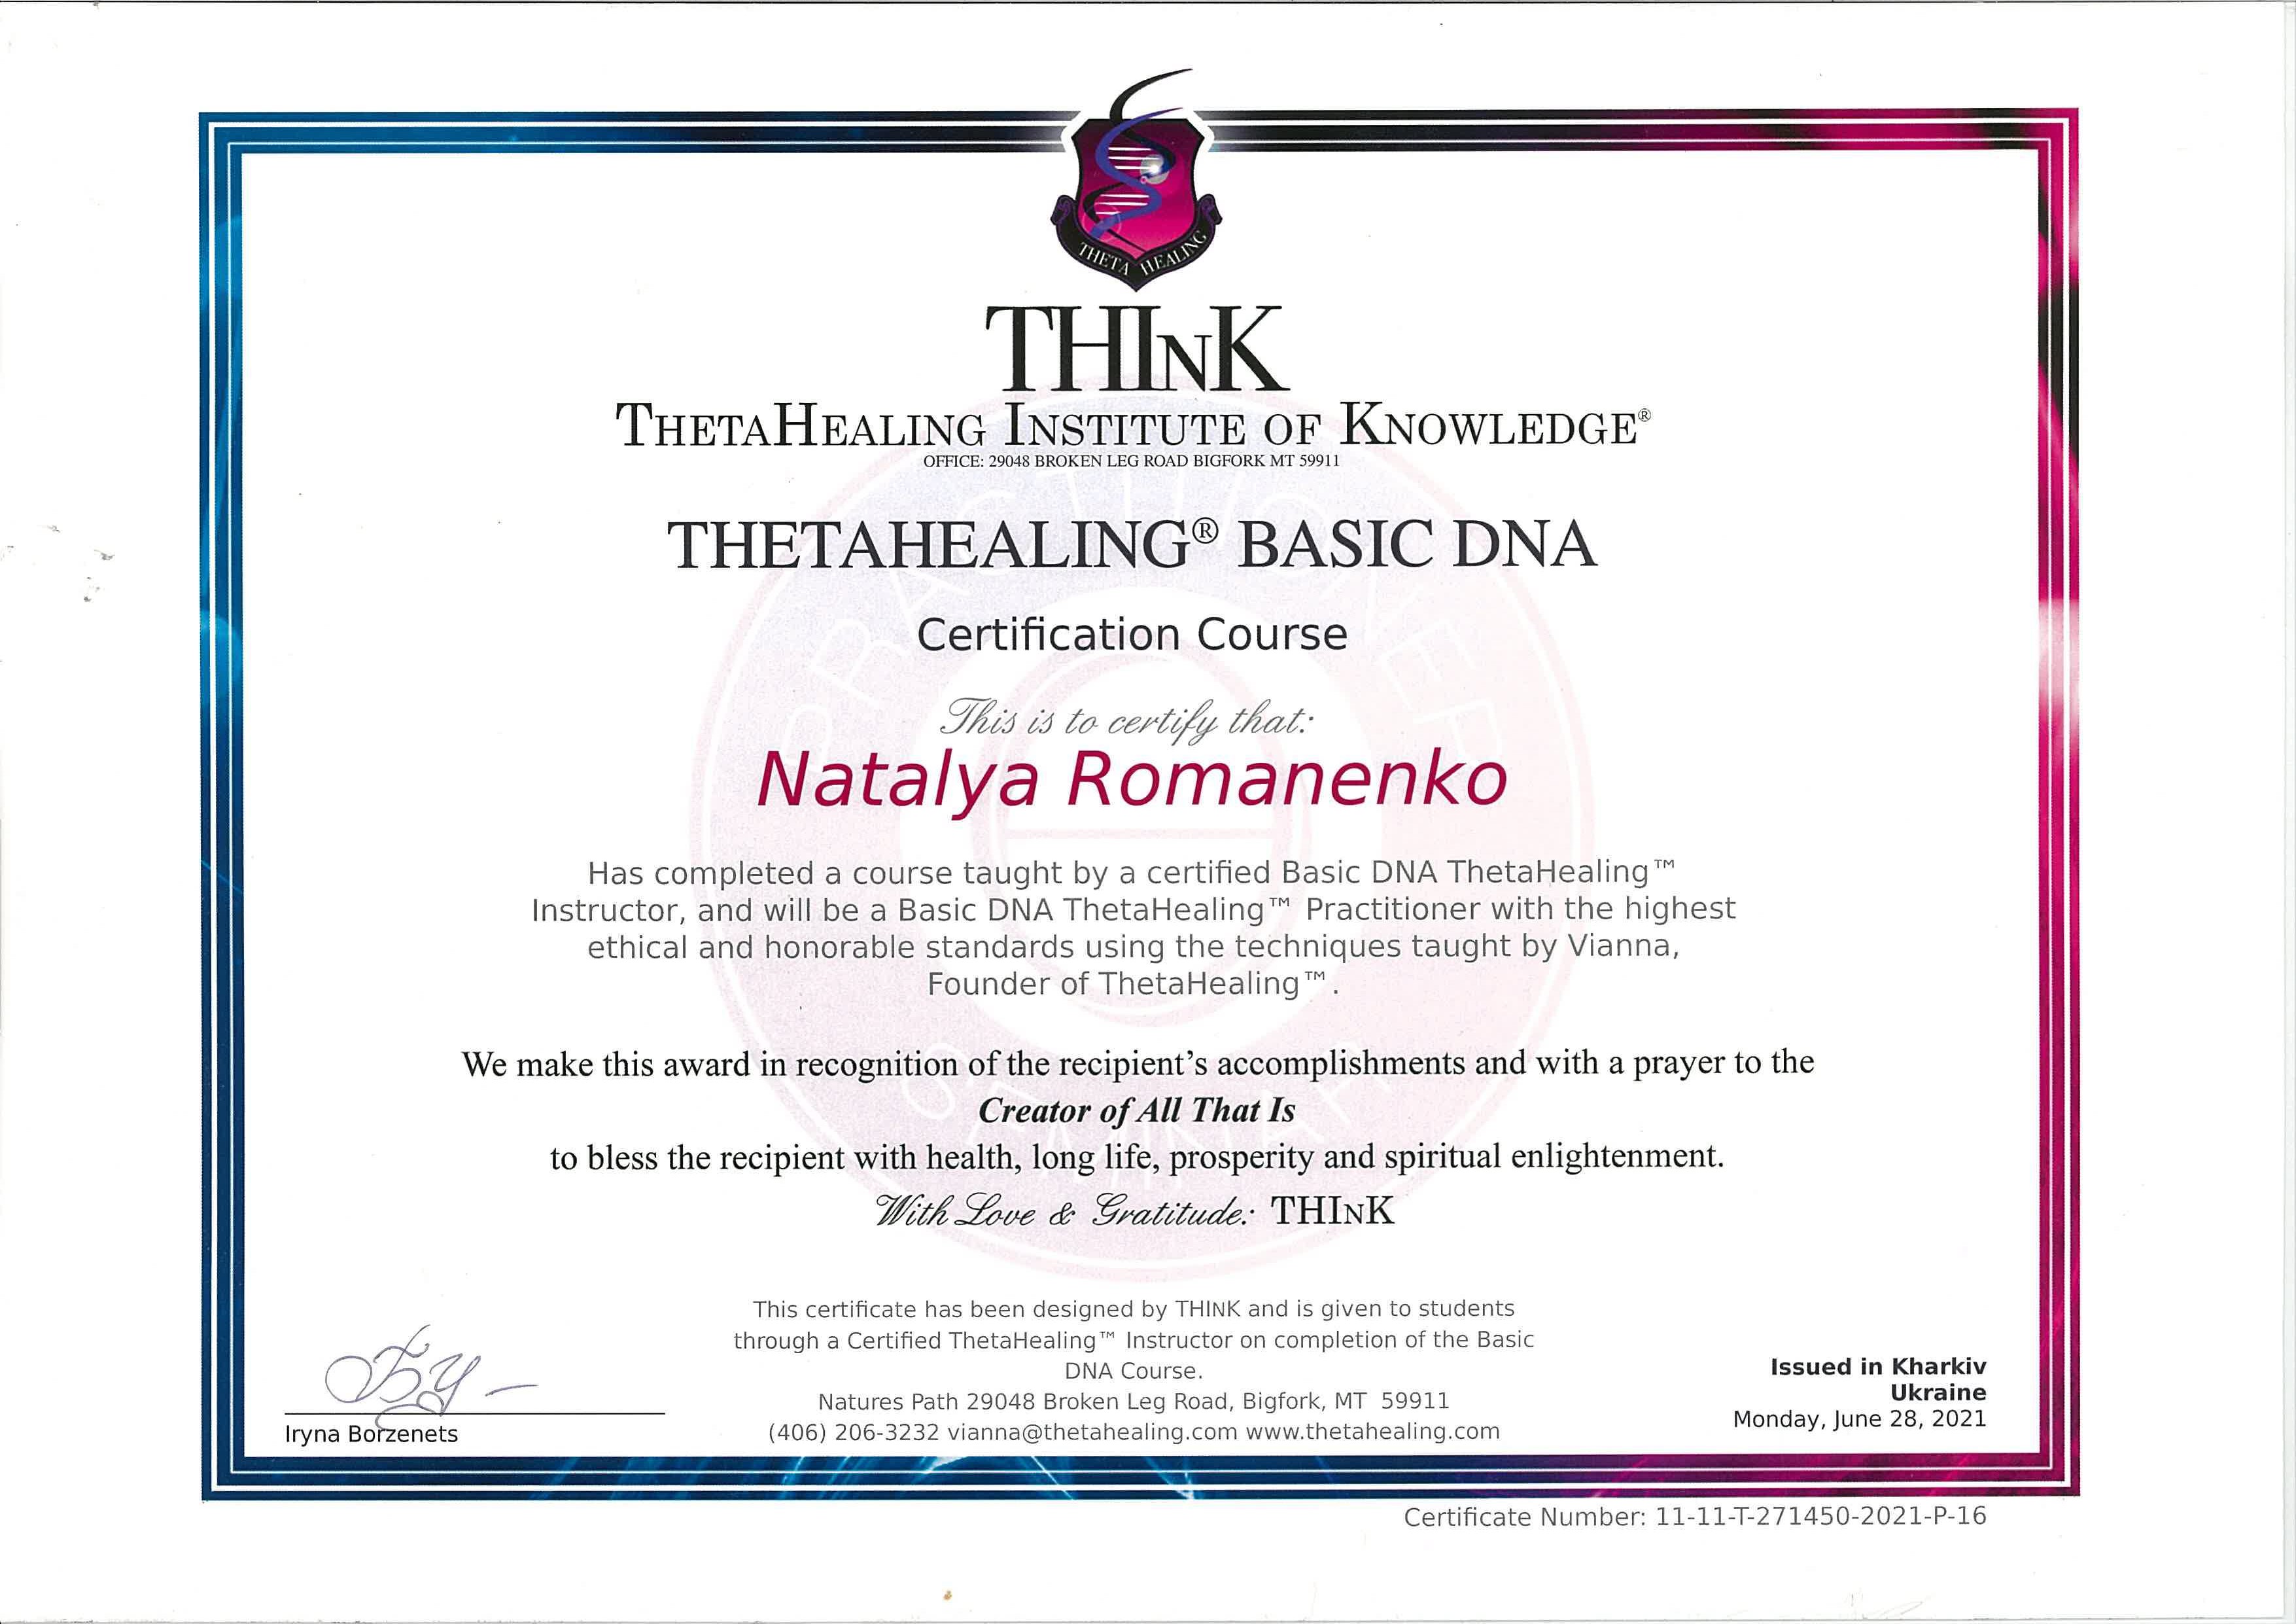 THETA HEALING
THInK
THETAHEALING INSTITUTE OF KNOWLEDGE®
OFFICE: 29048 BROKEN LEG ROAD BIGFORK MT 59911
THETAHEALING® BASIC DNA
Certification Course
This is to certify that:
Natalya Romanenko
Has completed a course taught by a certified Basic DNA ThetaHealing™
Instructor, and will be a Basic DNA ThetaHealing™ Practitioner with the highest
ethical and honorable standards using the techniques taught by Vianna,
Founder of ThetaHealing™.
We make this award in recognition of the recipient's accomplishments and with a prayer to the
Creator of All That Is
to bless the recipient with health, long life, prosperity and spiritual enlightenment.
With Love & Gratitude: THINK
PRACTITIONER
SEMINAR
This certificate has been designed by THINK and is given to students
through a Certified ThetaHealing™ Instructor on completion of the Basic
DNA Course.
Natures Path 29048 Broken Leg Road, Bigfork, MT 59911
(406) 206-3232 vianna@thetahealing.com www.thetahealing.com
Iryna Borzenets
Issued in Kharkiv
Ukraine
Monday, June 28, 2021
Certificate Number: 11-11-T-271450-2021-P-16